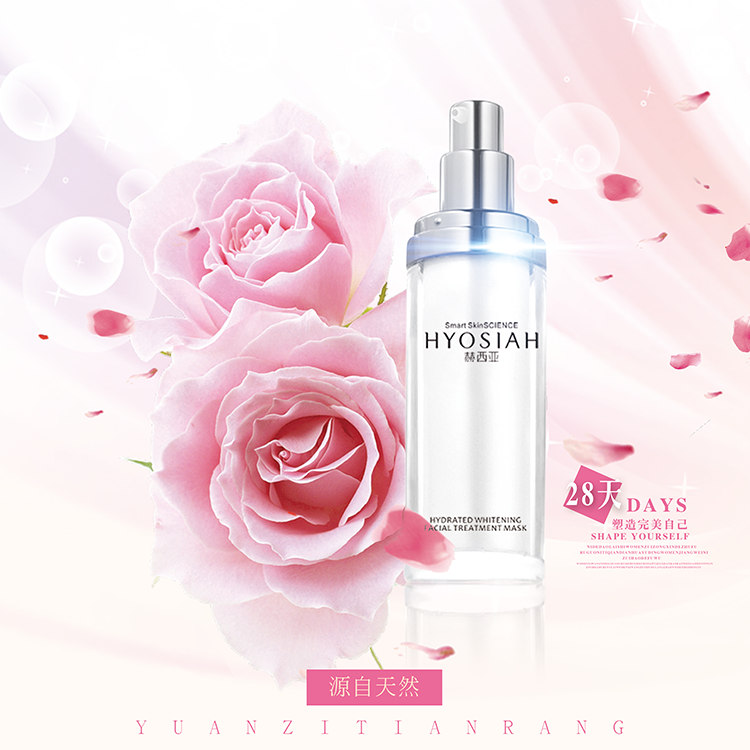 Smart SkinSCIENCE
HYOSIAH
赫西亚
HYDRATED WHITENING
FACIAL TREATMENT MASK
28天
DAYS
塑造完美自己
SHAPE YOURSELF
源自天然
YUANZITIANRANG